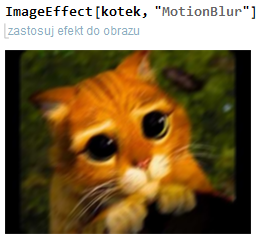 ImageEffect[kotek, "MotionBlur"]
zastosuj efekt do obrazu